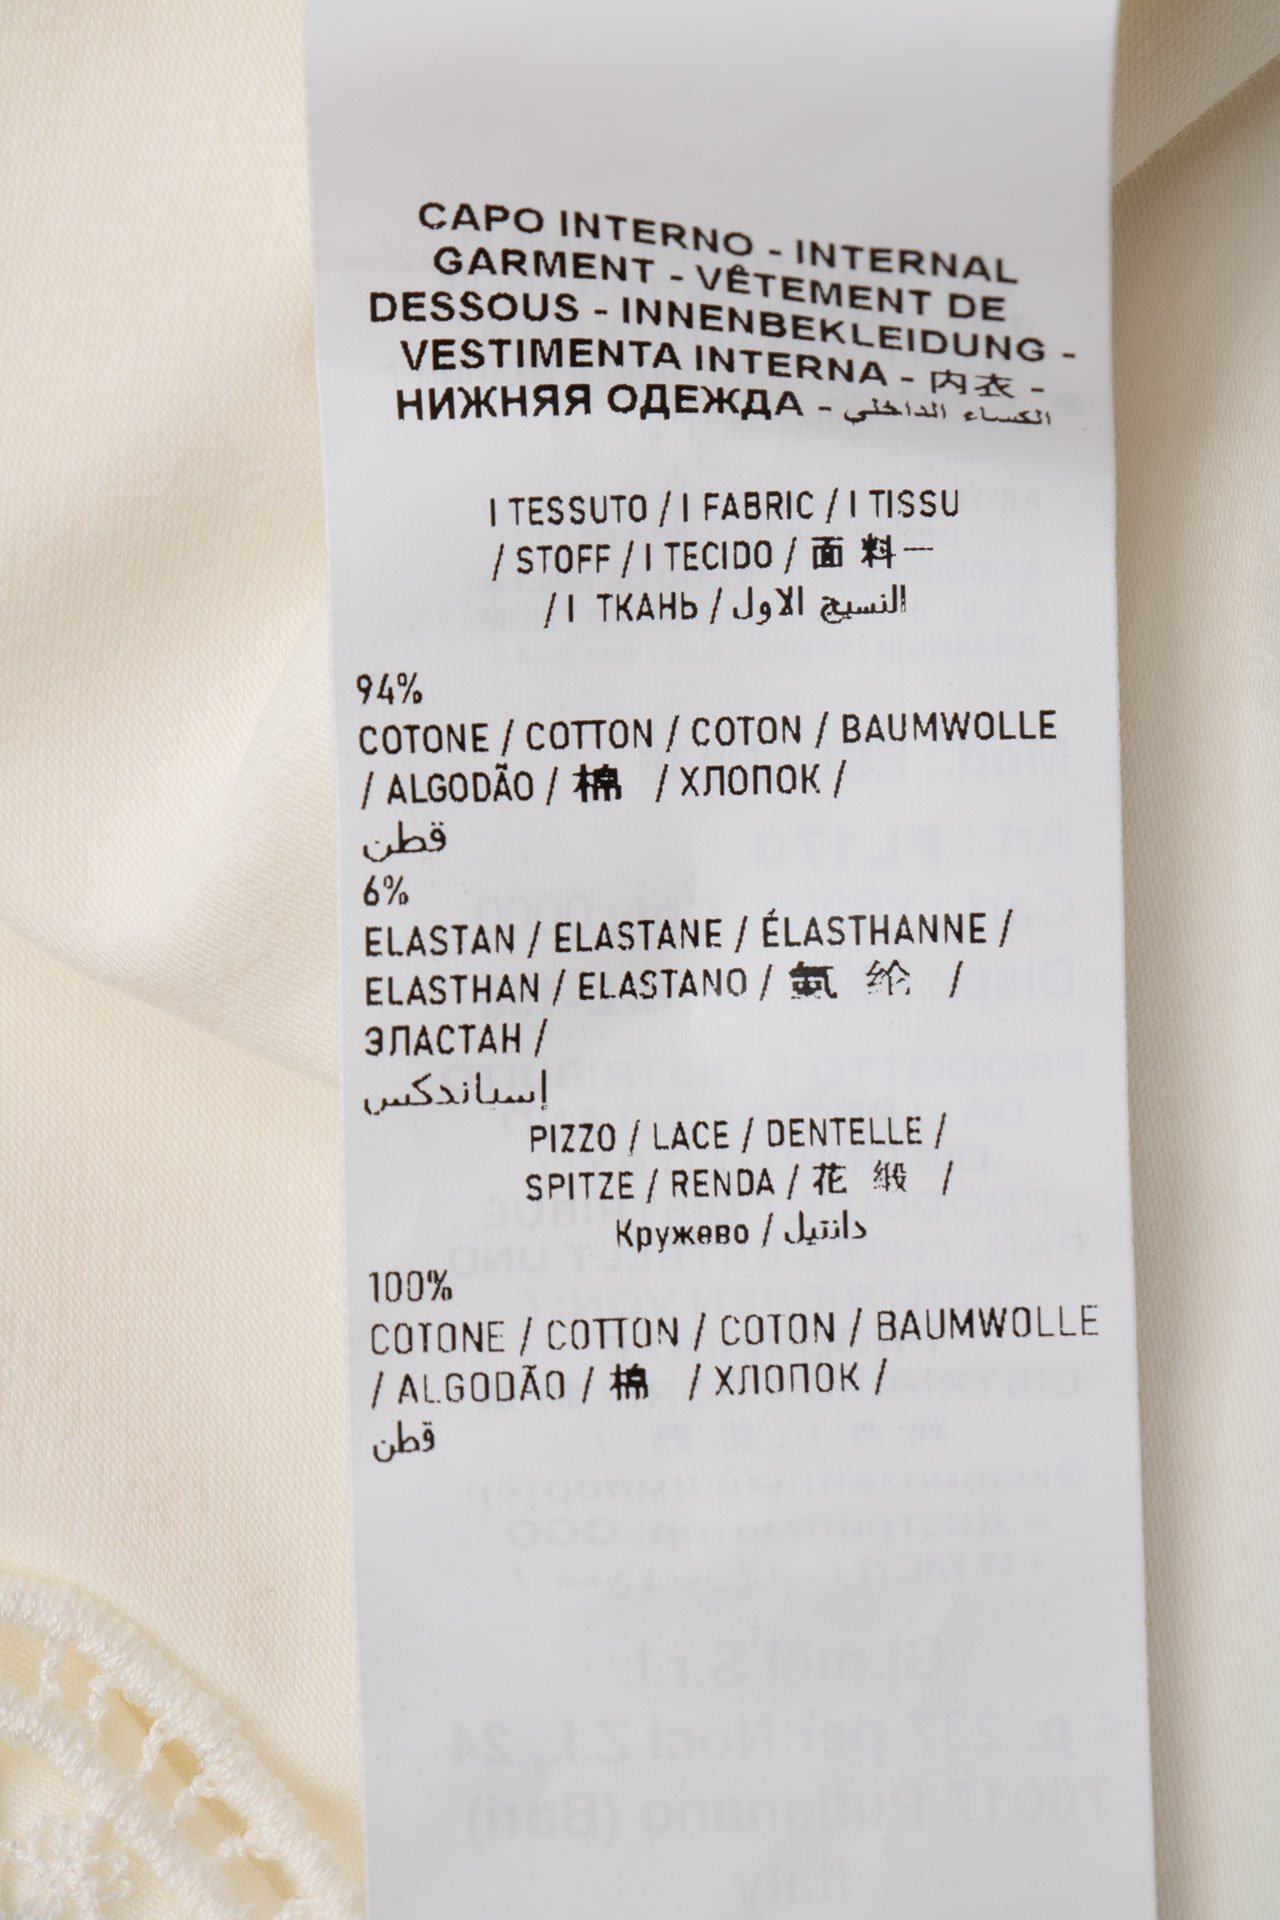 CAPO INTERNO - INTERNAL
GARMENT - VÊTEMENT DE
DESSOUS - INNENBEKLEIDUNG -
VESTIMENTA INTERNA - 内衣 -
НИЖНЯЯ ОДЕЖДА - الكساء الداخلي
I TESSUTO / I FABRIC / I TISSU
/ STOFF / I TECIDO / 面料一
/ I ТКАНЬ / النسيج الاول
94%
COTONE / COTTON / COTON / BAUMWOLLE
/ ALGODÃO / 棉 / ХЛОПОК /
قطن
6%
ELASTAN / ELASTANE / ÉLASTHANNE /
ELASTHAN / ELASTANO / 氨纶 /
ЭЛАСТАН /
إسباندكس
PIZZO / LACE / DENTELLE /
SPITZE / RENDA / 花缎 /
Кружево / دانتيل
100%
COTONE / COTTON / COTON / BAUMWOLLE
/ ALGODÃO / 棉 / ХЛОПОК /
قطن